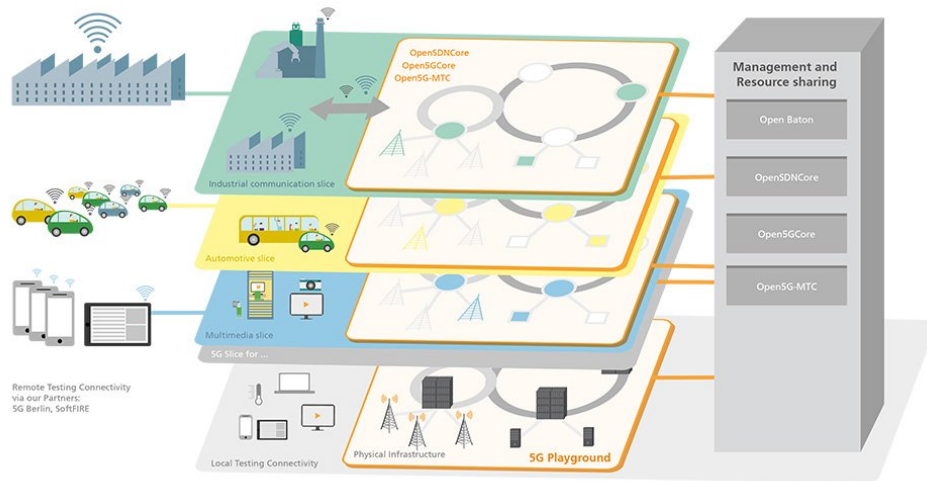 Open5DNCore
Open5GCore
Open5G-MTC
Industrial communication slice
Automotive slice
Multimedia slice
5G Slice for ...
Remote Testing Connectivity
via our Partners:
5G Berlin, SoftFIRE
Local Testing Connectivity
Physical Infrastructure
5G Playground
Management and
Resource sharing
Open Baton
OpenSDNCore
Open5GCore
Open5G-MTC